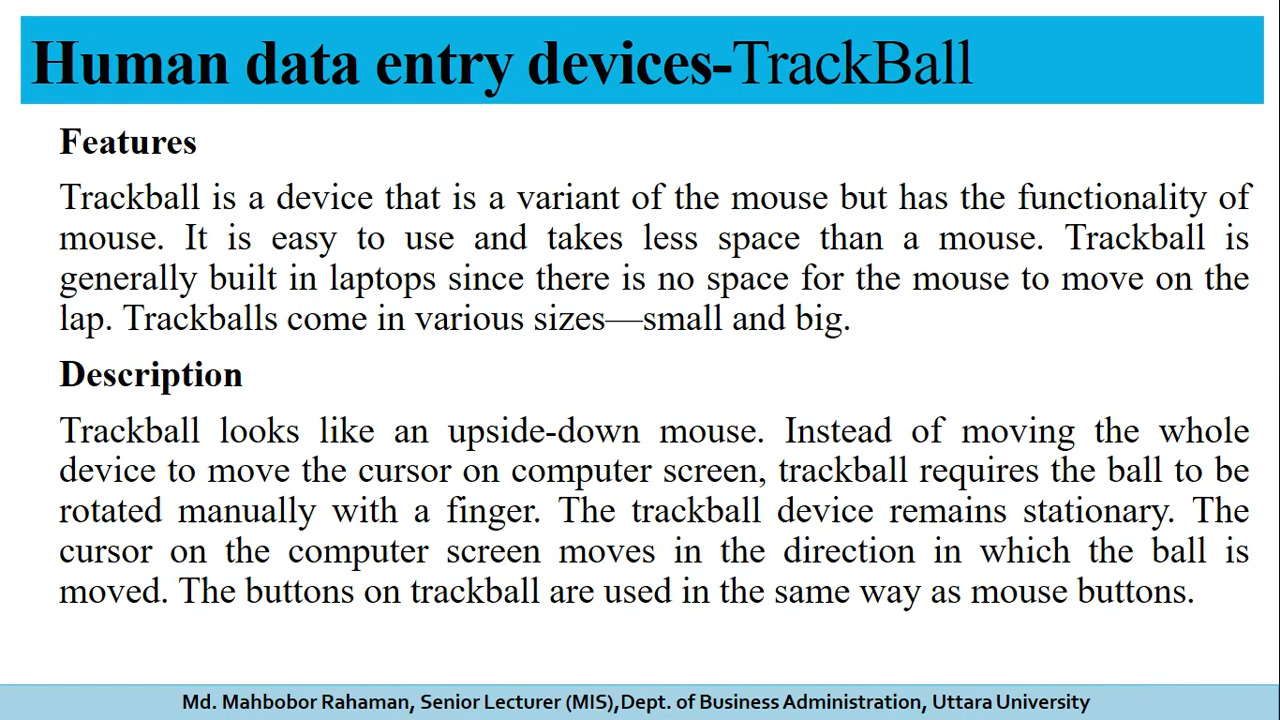 Human data entry devices-TrackBall
Features
Trackball is a device that is a variant of the mouse but has the functionality of
mouse. It is easy to use and takes less space than a mouse. Trackball is
generally built in laptops since there is no space for the mouse to move on the
lap. Trackballs come in various sizes—small and big.
Description
Trackball looks like an upside-down mouse. Instead of moving the whole
device to move the cursor on computer screen, trackball requires the ball to be
rotated manually with a finger. The trackball device remains stationary. The
cursor on the computer screen moves in the direction in which the ball is
moved. The buttons on trackball are used in the same way as mouse buttons.
Md. Mahbobor Rahaman, Senior Lecturer (MIS),Dept. of Business Administration, Uttara University